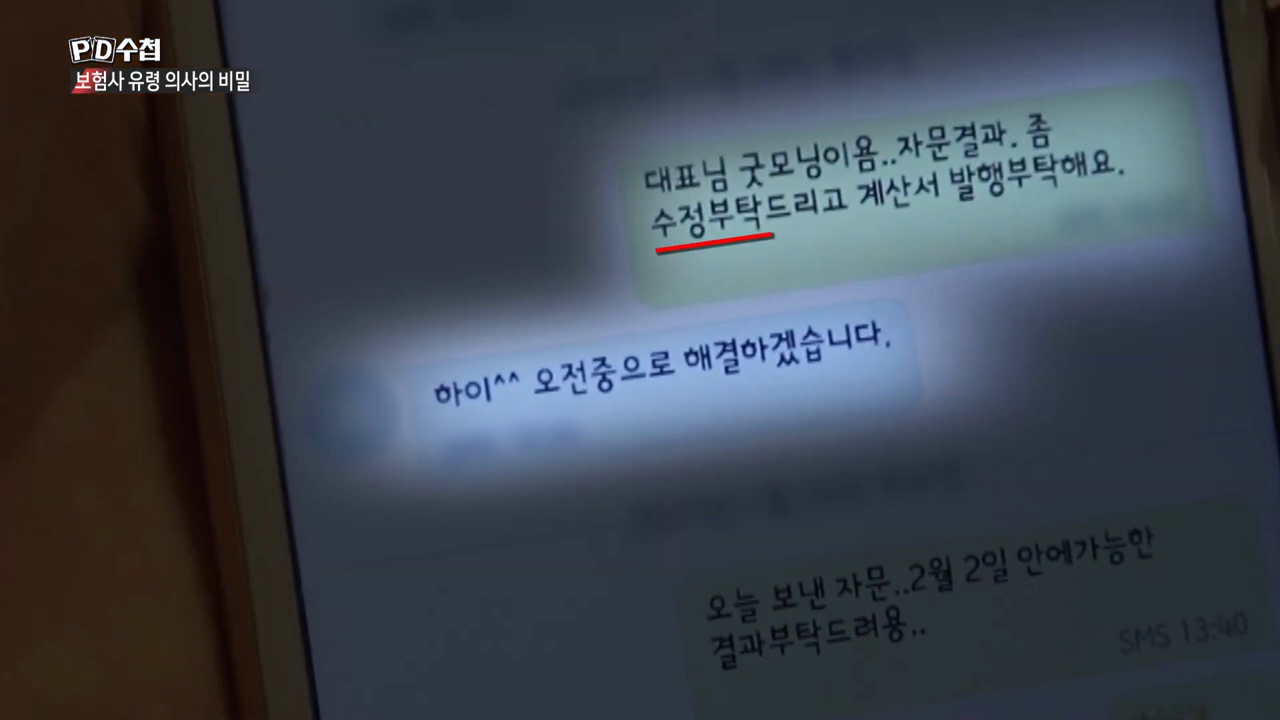 PD수첩
보험사 유령 의사의 비밀
대표님 굿모닝이욤..자문결과. 좀
수정부탁드리고 계산서 발행부탁해요.
하이^^ 오전중으로 해결하겠습니다.
오늘 보낸 자문..2월 2일 안에가능한
결과부탁드려용..
SMS 13:40